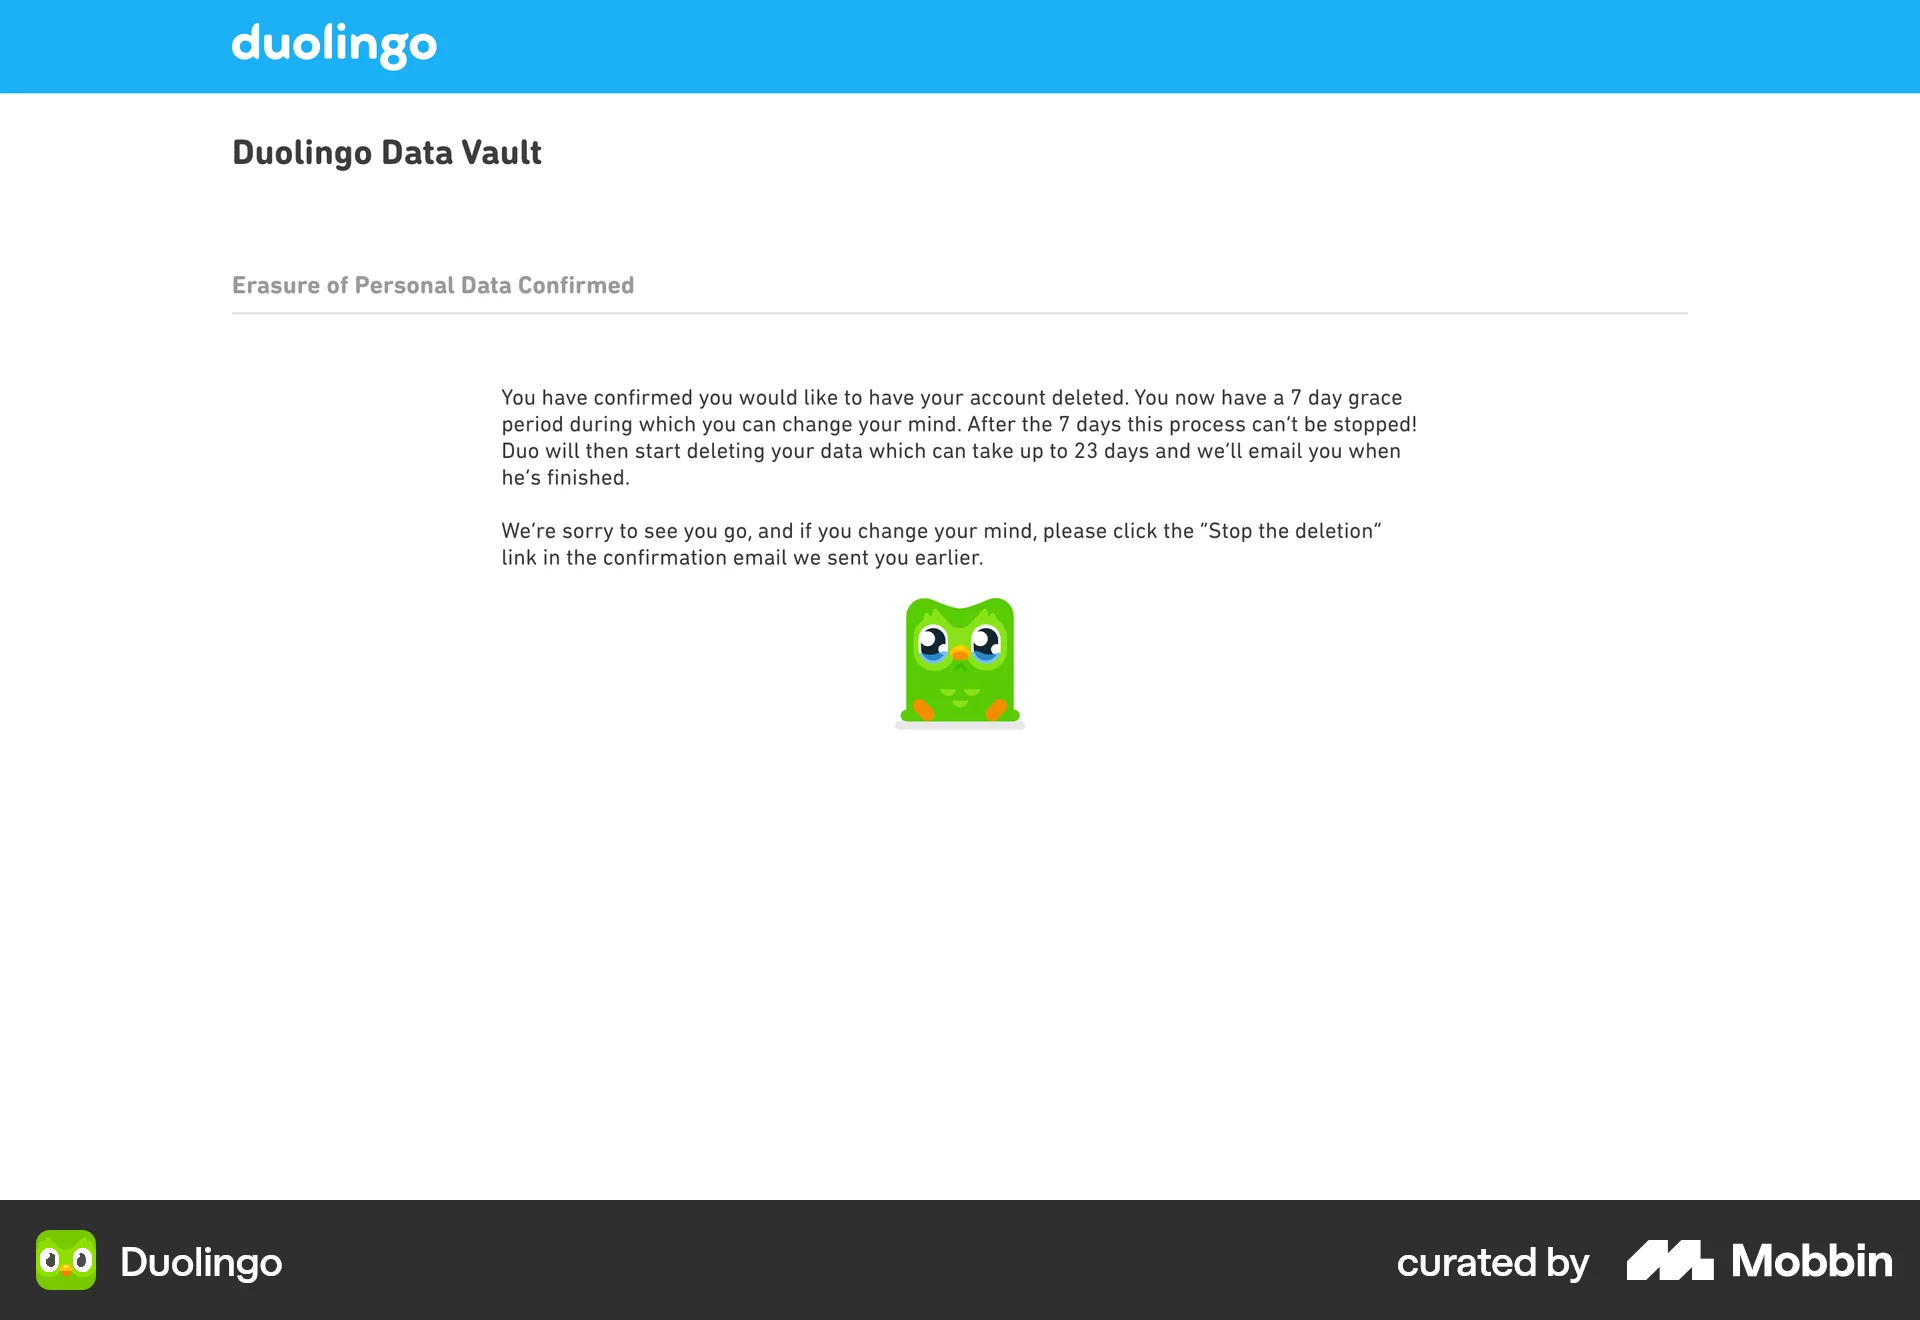 duolingo
Duolingo Data Vault
Erasure of Personal Data Confirmed
You have confirmed you would like to have your account deleted. You now have a 7 day grace
period during which you can change your mind. After the 7 days this process can’t be stopped!
Duo will then start deleting your data which can take up to 23 days and we’ll email you when
he’s finished.
We’re sorry to see you go, and if you change your mind, please click the “Stop the deletion”
link in the confirmation email we sent you earlier.
Duolingo
curated by Mobbin